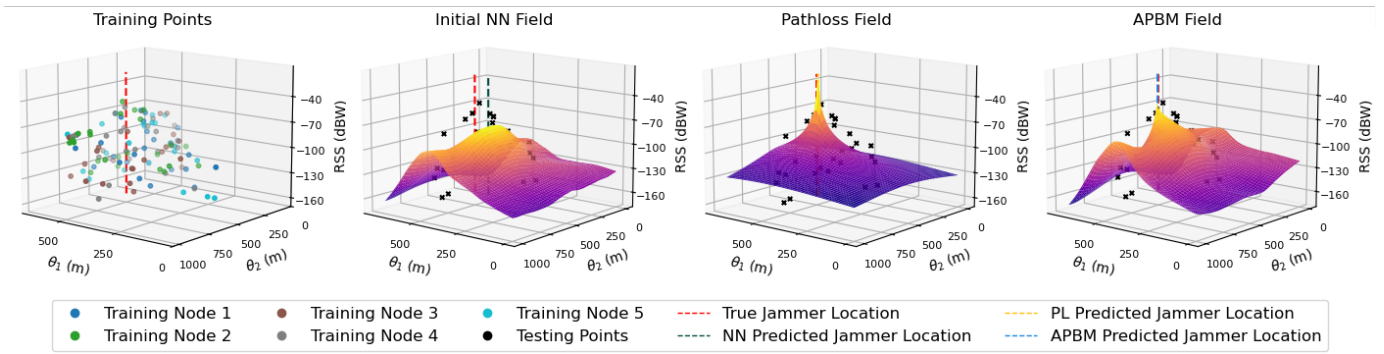 Training Points
Initial NN Field
Pathloss Field
APBM Field
−40
−70
−100
−130
−160
RSS (dBW)
500
250
0
θ1 (m)
1000
750
500
250
0
θ2 (m)
−40
−70
−100
−130
−160
RSS (dBW)
500
250
0
θ1 (m)
1000
750
500
250
0
θ2 (m)
−40
−70
−100
−130
−160
RSS (dBW)
500
250
0
θ1 (m)
1000
750
500
250
0
θ2 (m)
−40
−70
−100
−130
−160
RSS (dBW)
500
250
0
θ1 (m)
1000
750
500
250
0
θ2 (m)
Training Node 1
Training Node 2
Training Node 3
Training Node 4
Training Node 5
Testing Points
True Jammer Location
NN Predicted Jammer Location
PL Predicted Jammer Location
APBM Predicted Jammer Location